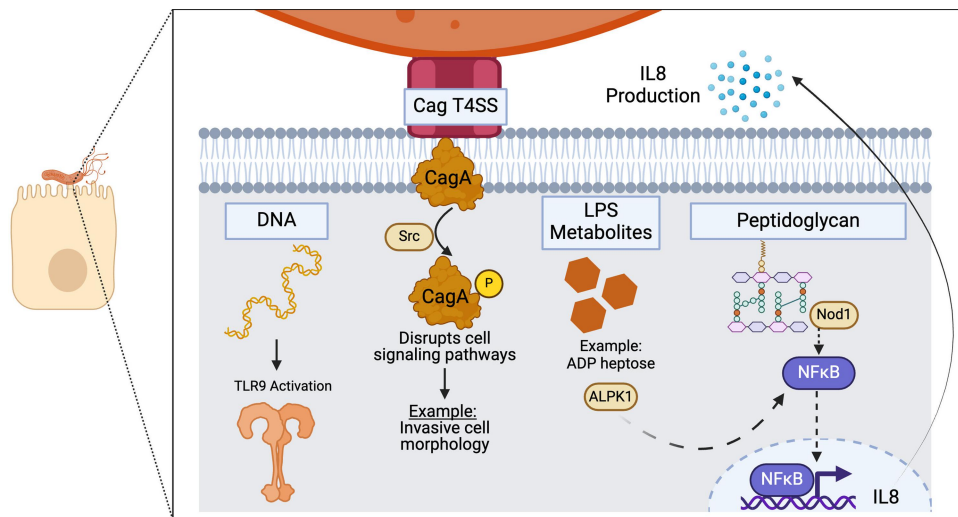 IL8
Production
Cag T4SS
CagA
DNA
Src
LPS
Metabolites
Peptidoglycan
CagA
P
Nod1
Disrupts cell
signaling pathways
Example:
ADP heptose
NFκB
TLR9 Activation
ALPK1
Example:
Invasive cell
morphology
NFκB
IL8